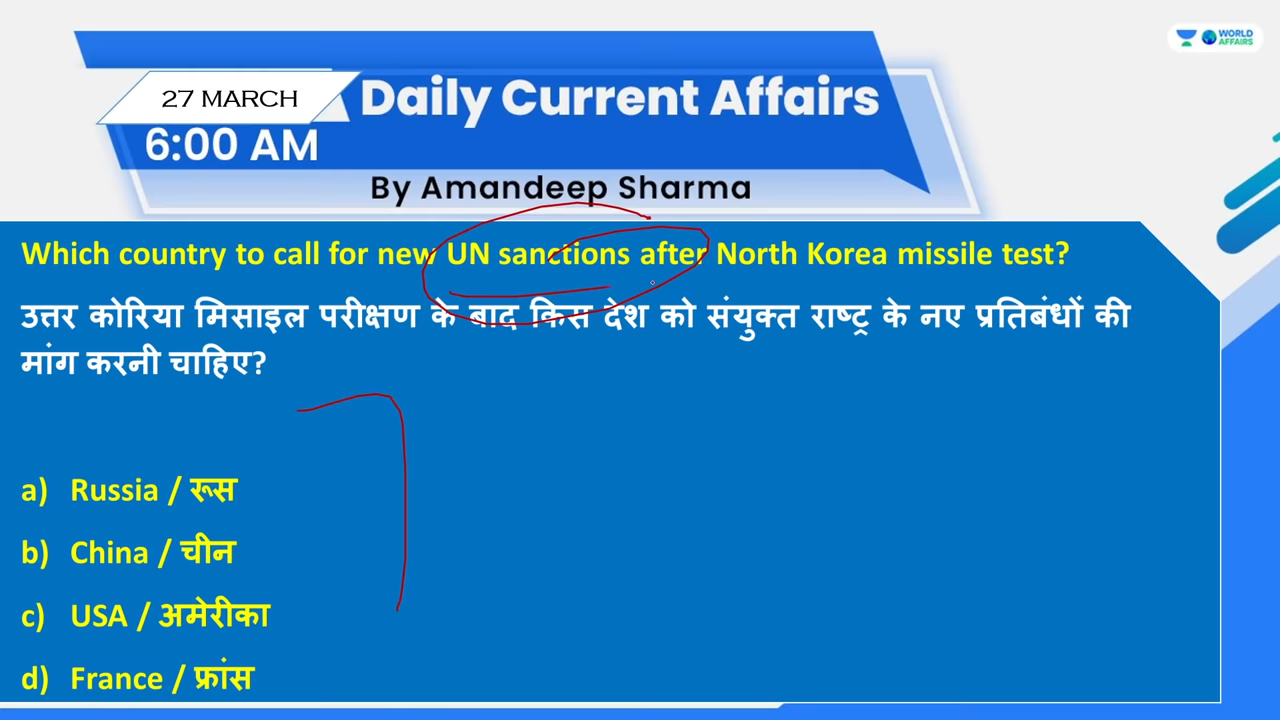 WORLD
AFFAIRS
27 MARCH
Daily Current Affairs
6:00 AM
By Amandeep Sharma
Which country to call for new UN sanctions after North Korea missile test?
उत्तर कोरिया मिसाइल परीक्षण के बाद किस देश को संयुक्त राष्ट्र के नए प्रतिबंधों की
मांग करनी चाहिए?
a) Russia / रूस
b) China / चीन
c) USA / अमेरीका
d) France / फ्रांस